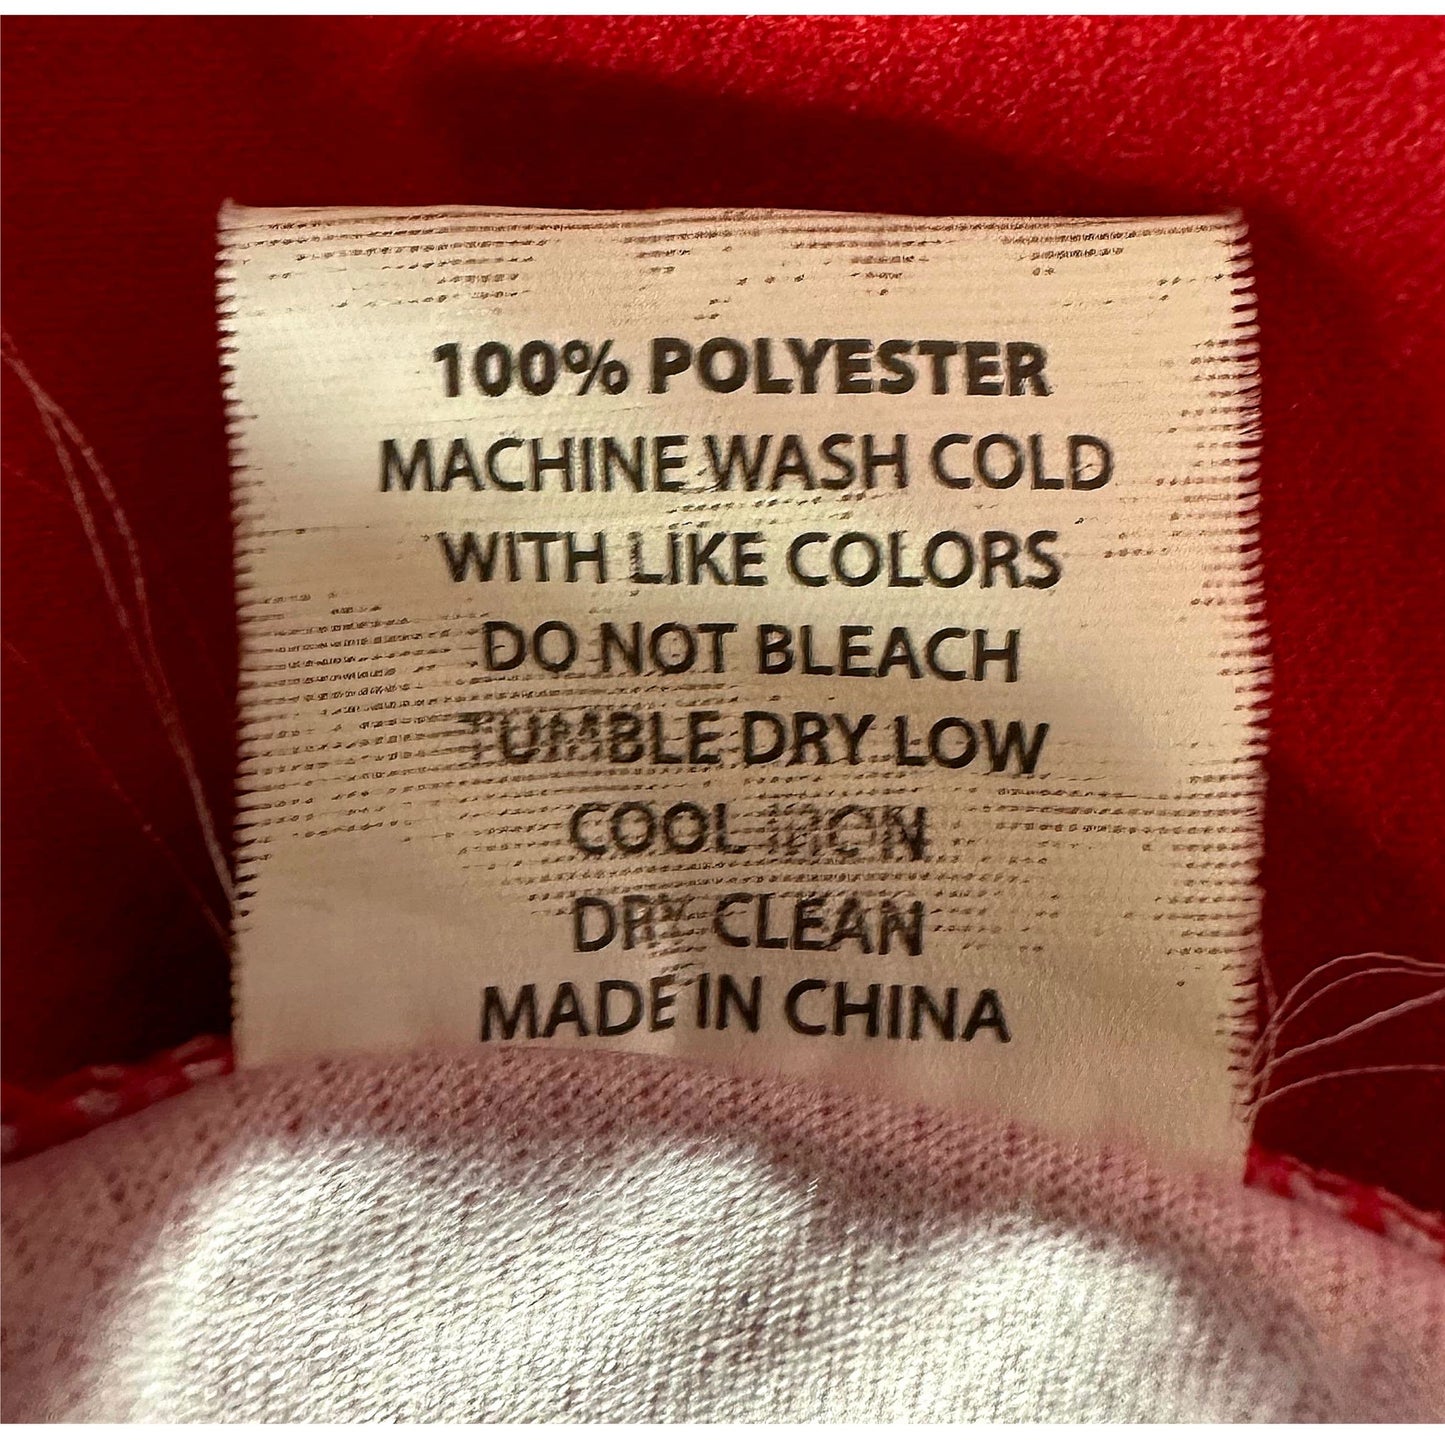 100% POLYESTER
MACHINE WASH COLD
WITH LIKE COLORS
DO NOT BLEACH
TUMBLE DRY LOW
COOL IRON
DRY CLEAN
MADE IN CHINA